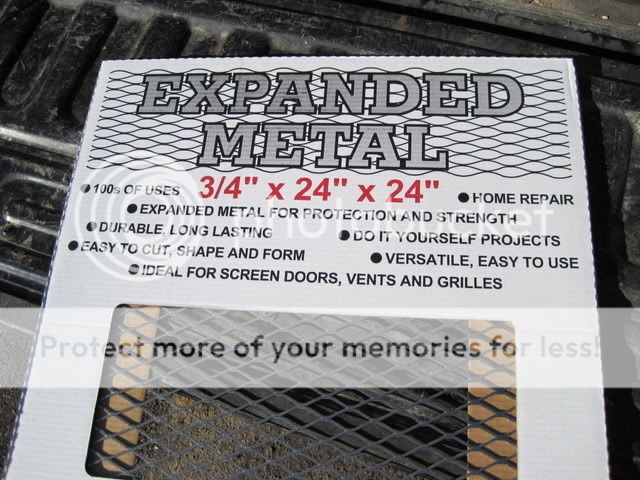 EXPANDED
METAL
● 100s OF USES 3/4" x 24" x 24" ● HOME REPAIR
● EXPANDED METAL FOR PROTECTION AND STRENGTH
● DURABLE, LONG LASTING ● DO IT YOURSELF PROJECTS
● EASY TO CUT, SHAPE AND FORM ● VERSATILE, EASY TO USE
● IDEAL FOR SCREEN DOORS, VENTS AND GRILLES
photobucket
Protect more of your memories for less!